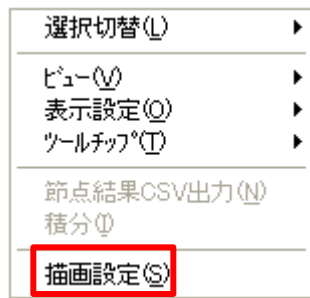 選択切替(L)
ﾋﾞｭｰ(V)
表示設定(O)
ﾂｰﾙﾁｯﾌﾟ(T)
節点結果CSV出力(N)
積分(I)
描画設定(S)